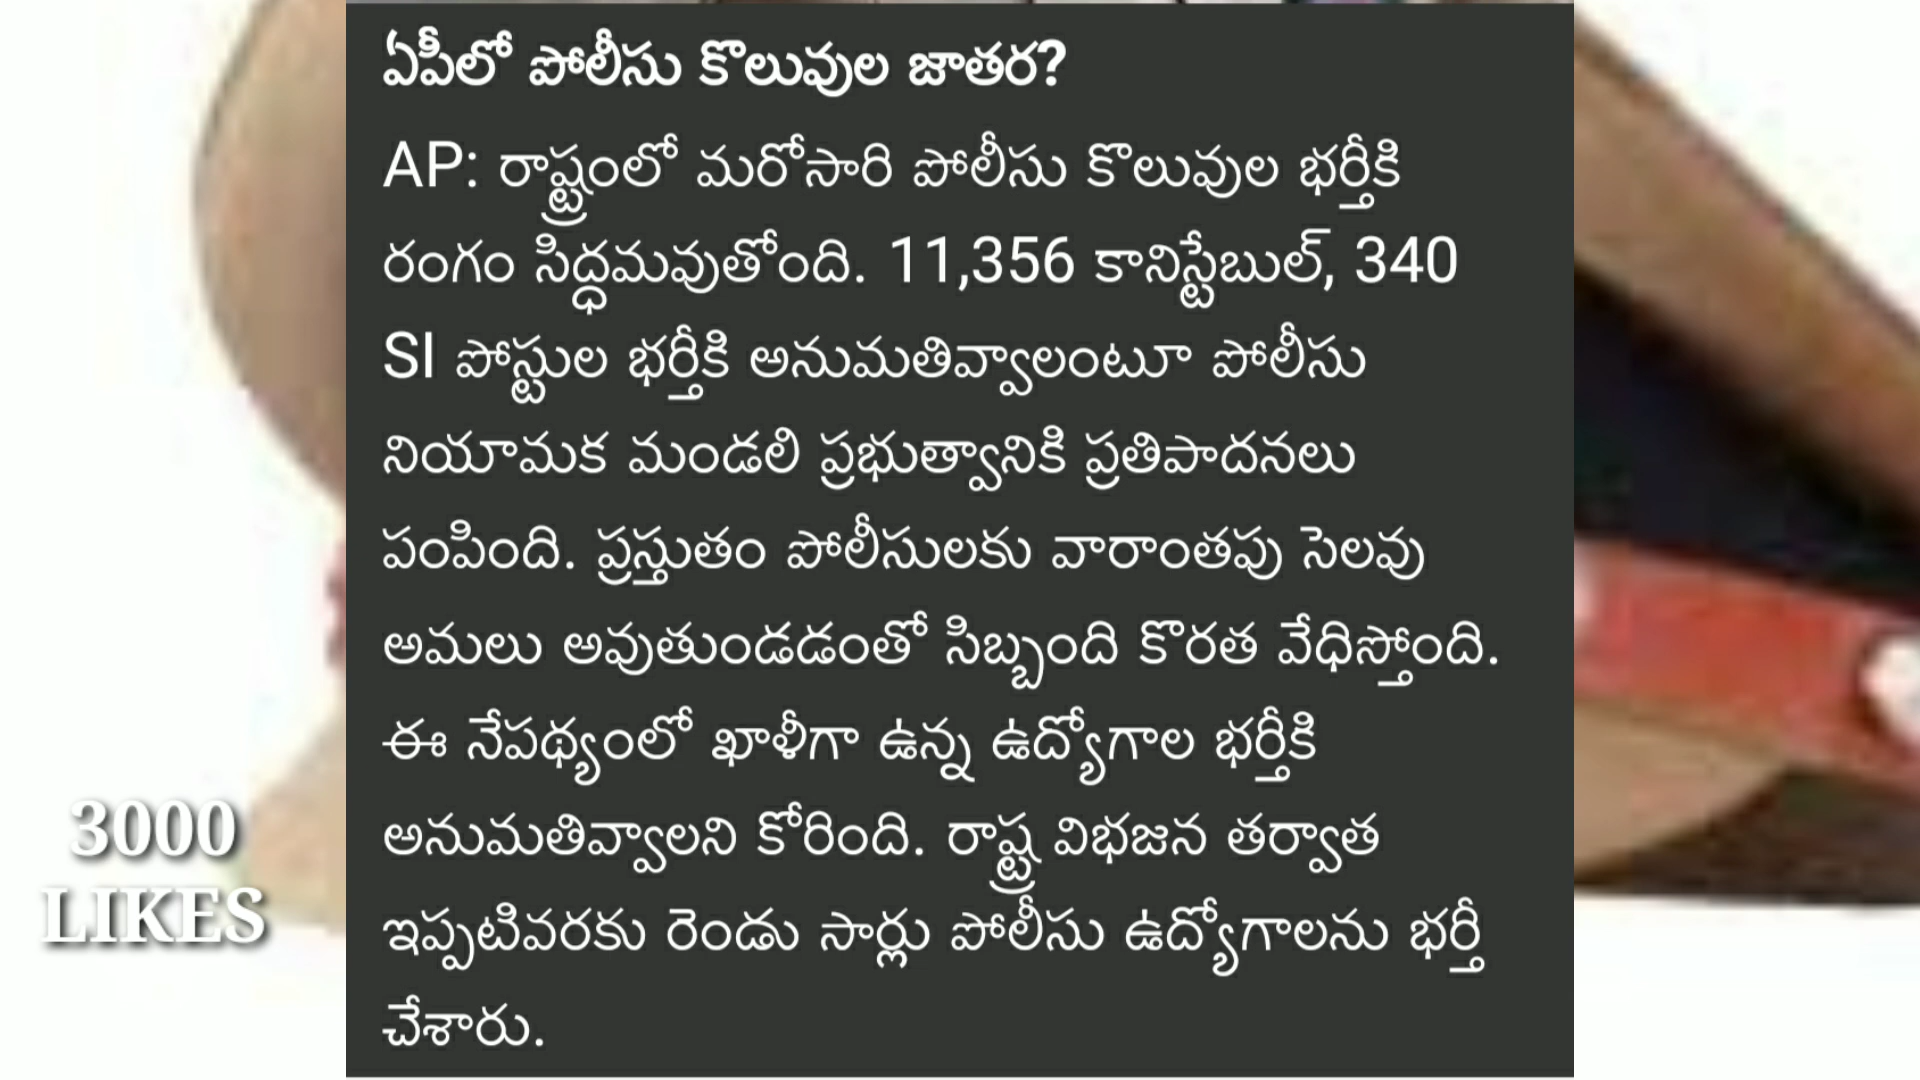 ఏపీలో పోలీసు కొలువుల జాతర?
AP: రాష్ట్రంలో మరోసారి పోలీసు కొలువుల భర్తీకి
రంగం సిద్ధమవుతోంది. 11,356 కానిస్టేబుల్, 340
SI పోస్టుల భర్తీకి అనుమతివ్వాలంటూ పోలీసు
నియామక మండలి ప్రభుత్వానికి ప్రతిపాదనలు
పంపింది. ప్రస్తుతం పోలీసులకు వారాంతపు సెలవు
అమలు అవుతుండడంతో సిబ్బంది కొరత వేధిస్తోంది.
ఈ నేపథ్యంలో ఖాళీగా ఉన్న ఉద్యోగాల భర్తీకి
అనుమతివ్వాలని కోరింది. రాష్ట్ర విభజన తర్వాత
ఇప్పటివరకు రెండు సార్లు పోలీసు ఉద్యోగాలను భర్తీ
చేశారు.
3000
LIKES